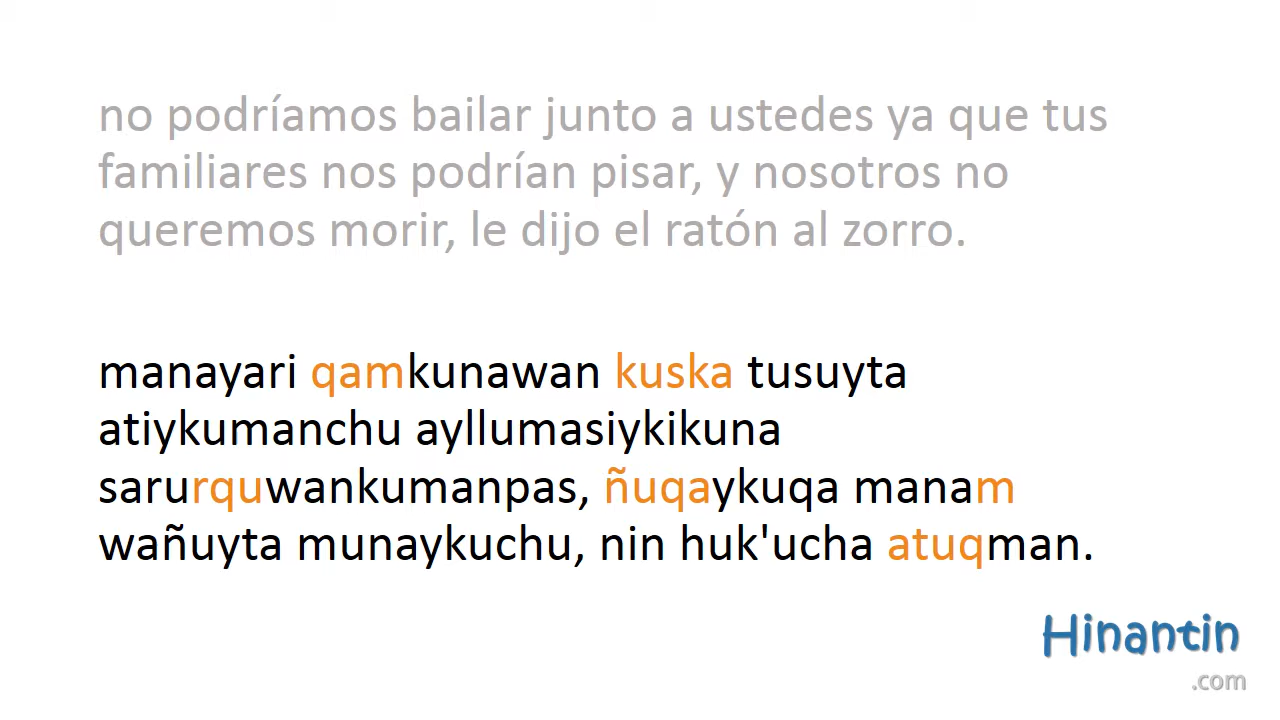 no podríamos bailar junto a ustedes ya que tus
familiares nos podrían pisar, y nosotros no
queremos morir, le dijo el ratón al zorro.
manayari qamkunawan kuska tusuyta
atiykumanchu ayllumasiykikuna
sarurquwankumanpas, ñuqaykuqa manam
wañuyta munaykuchu, nin huk'ucha atuqman.
Hinantin
.com